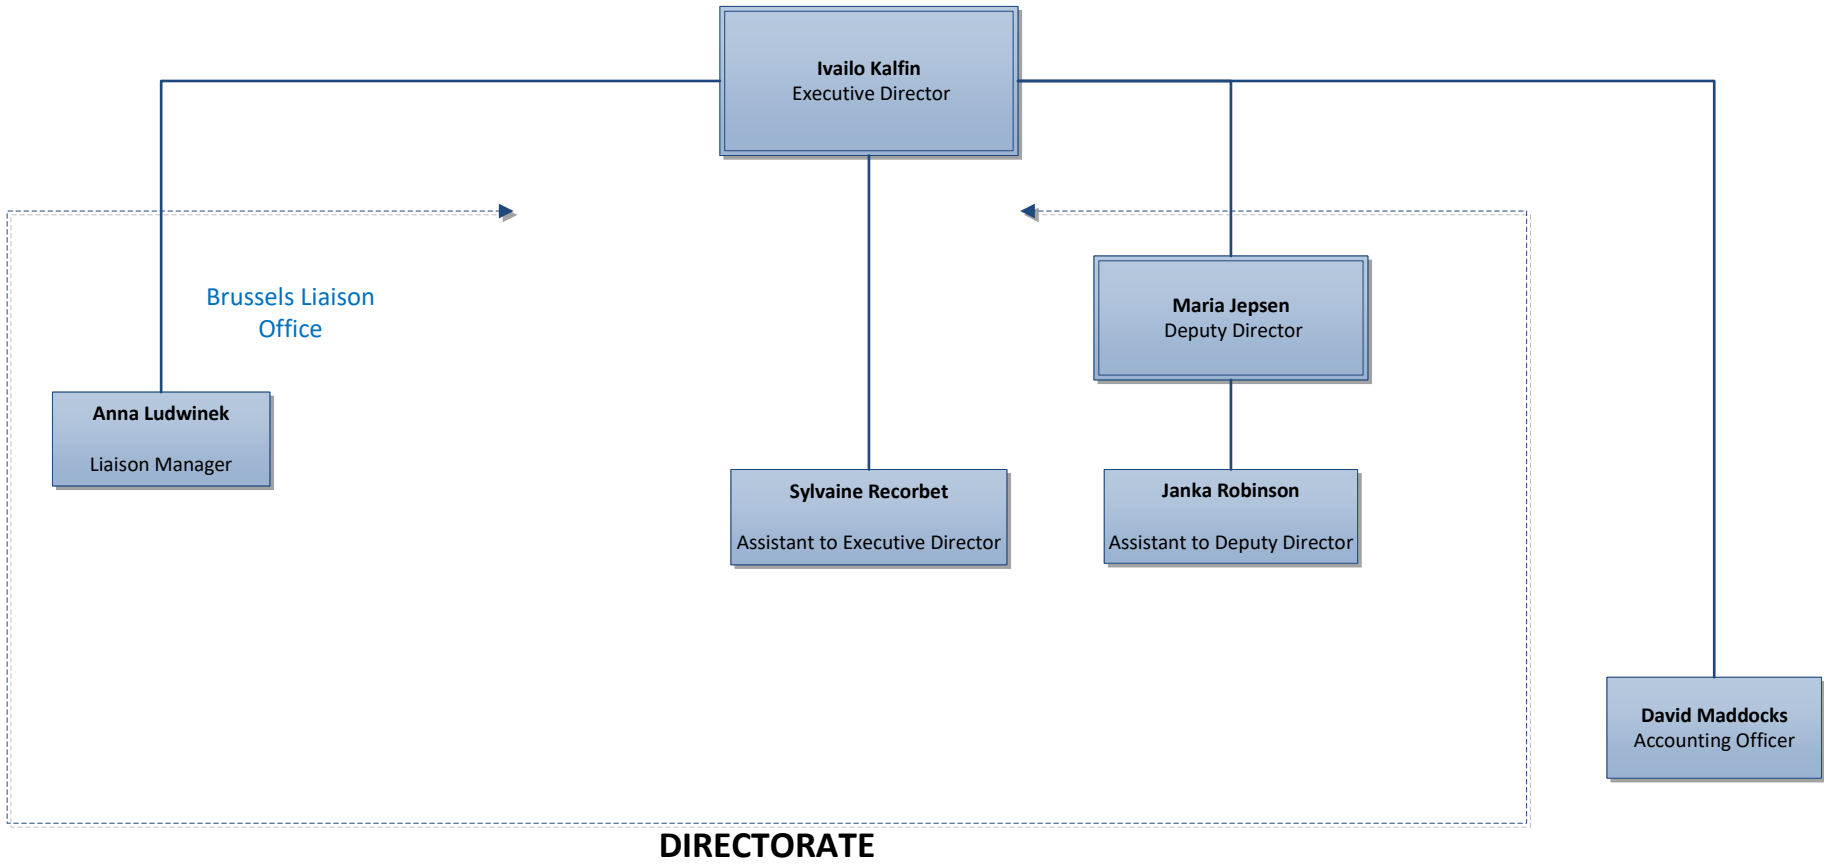 Ivailo Kalfin
Executive Director
Brussels Liaison
Office
Maria Jepsen
Deputy Director
Anna Ludwinek
Liaison Manager
Sylvaine Recorbet
Assistant to Executive Director
Janka Robinson
Assistant to Deputy Director
David Maddocks
Accounting Officer
DIRECTORATE